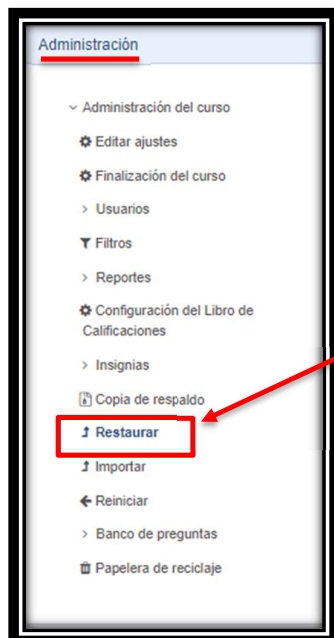 Administración
Administración del curso
Editar ajustes
Finalización del curso
Usuarios
Filtros
Reportes
Configuración del Libro de
Calificaciones
Insignias
Copia de respaldo
Restaurar
Importar
Reiniciar
Banco de preguntas
Papelera de reciclaje